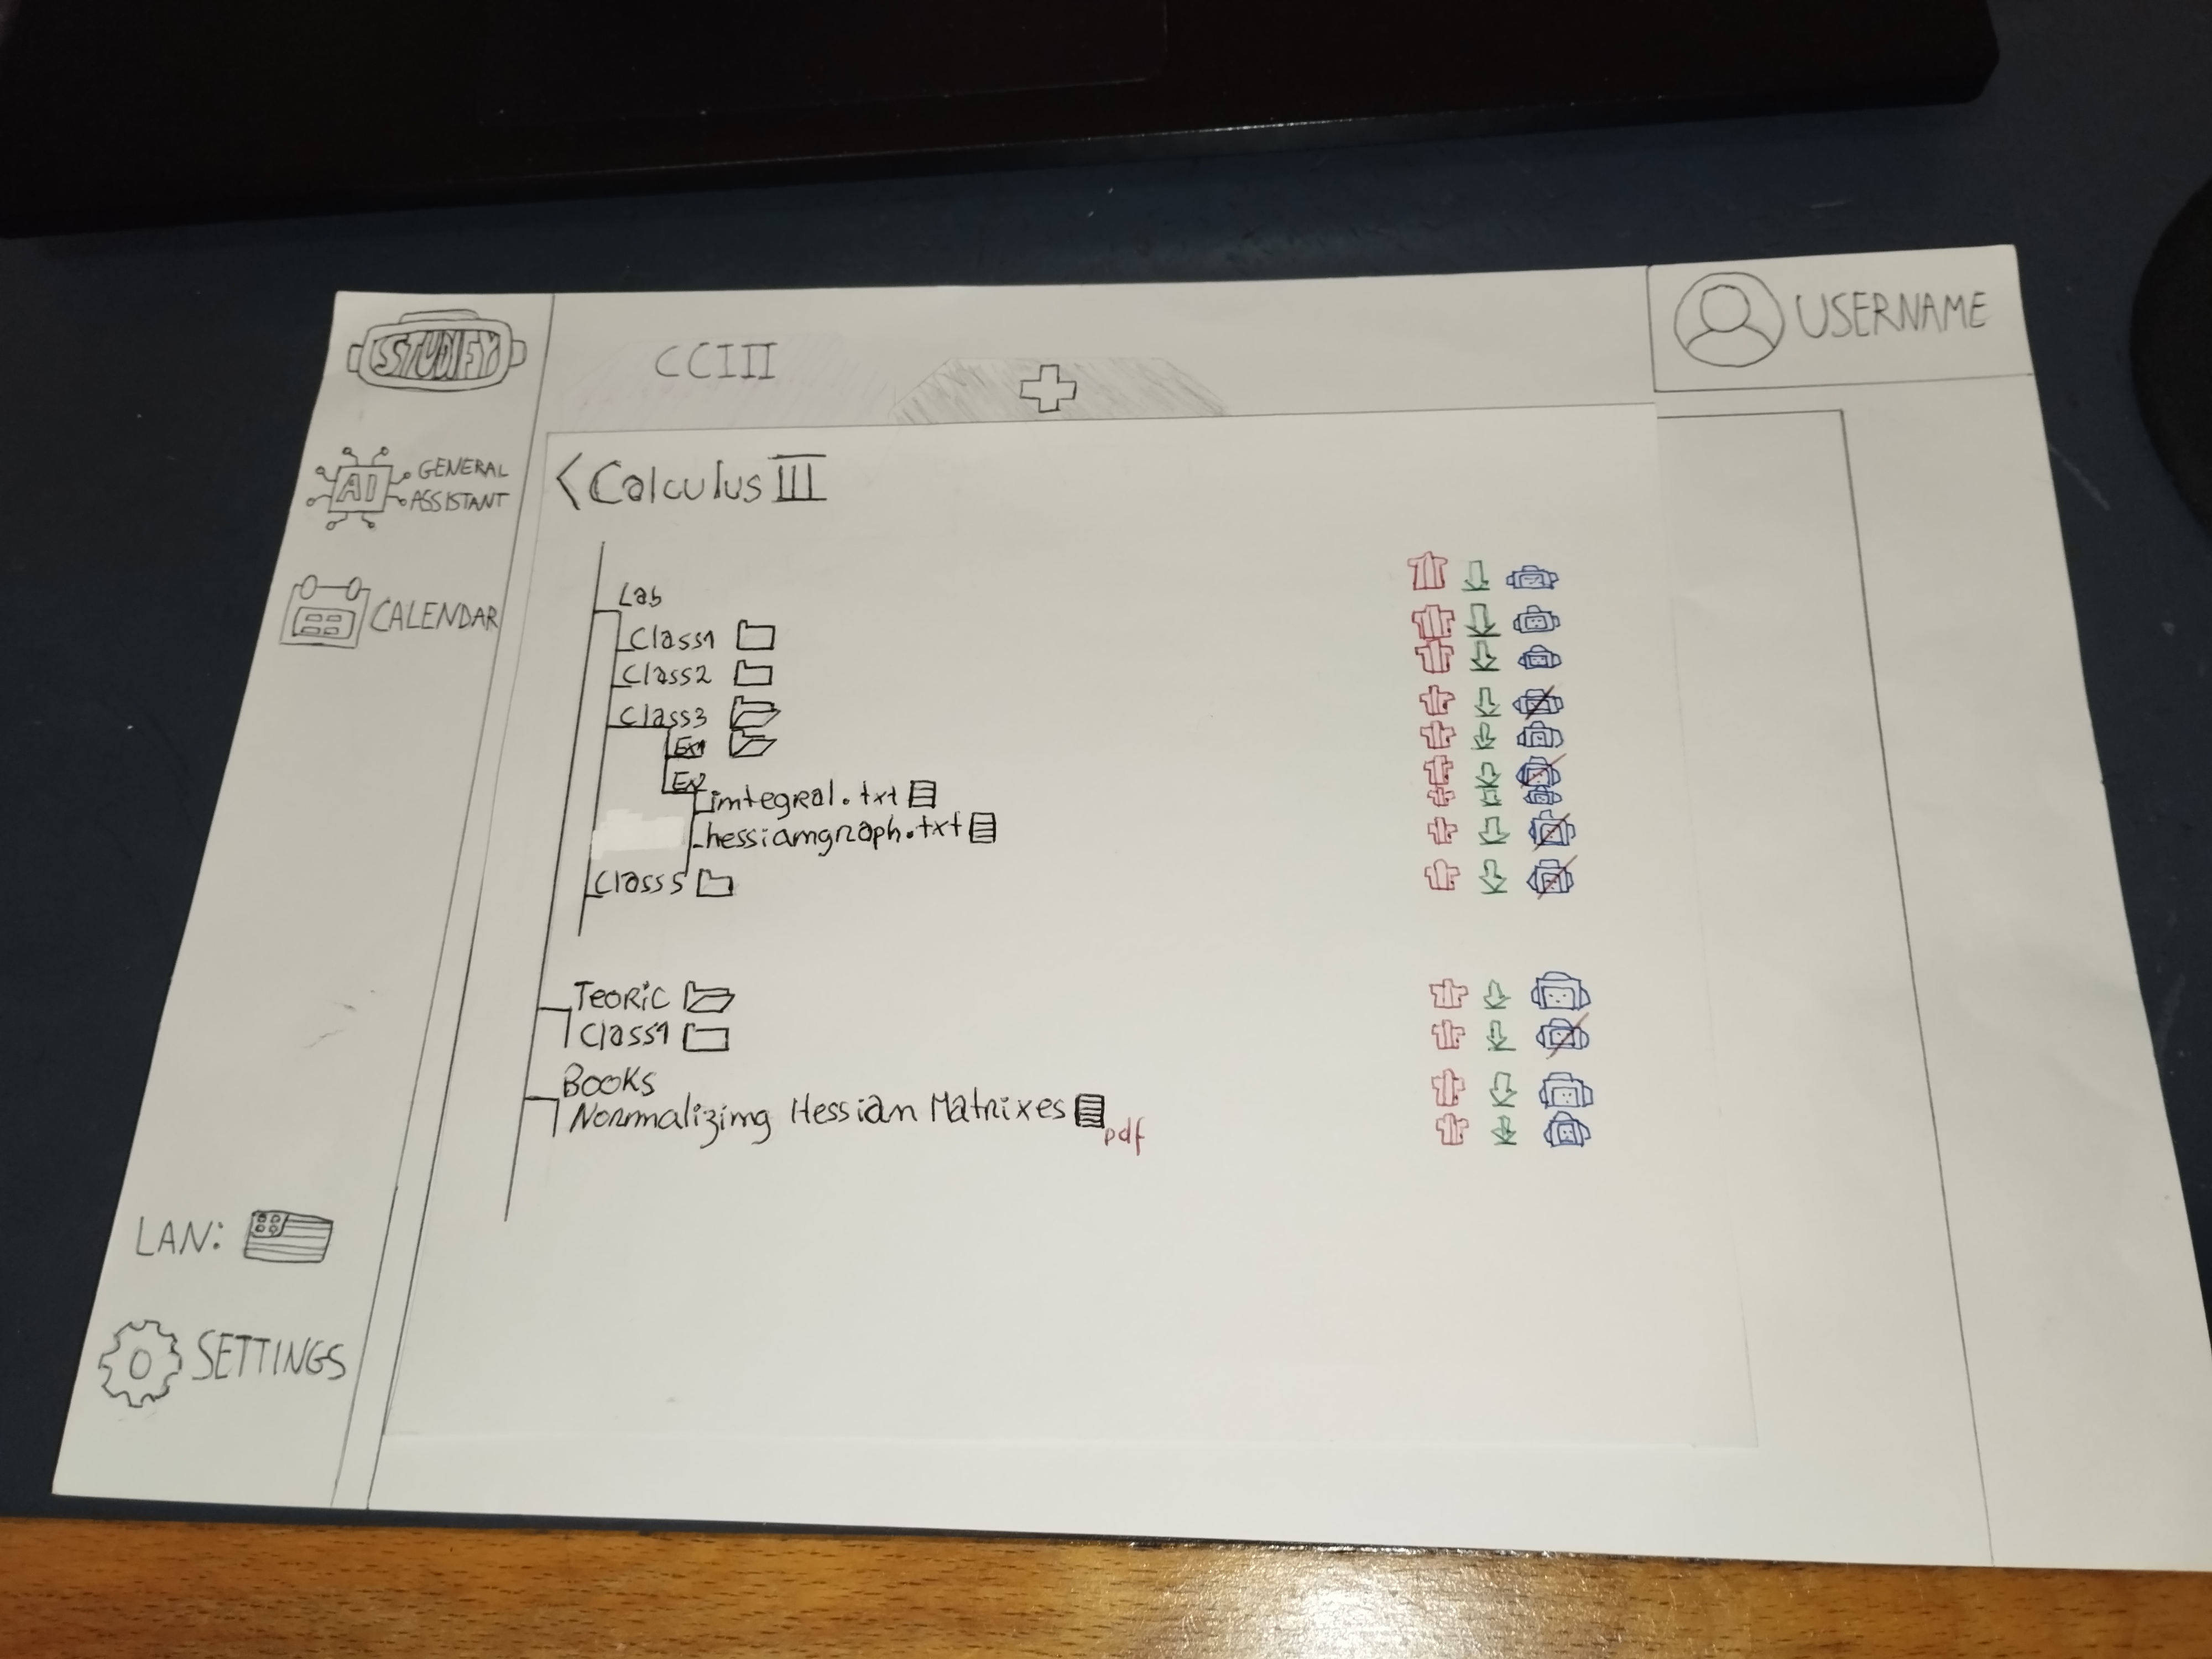 STUDIFY
CCIII
USERNAME
AI GENERAL
ASSISTANT
CALENDAR
<Calculus III
Lab
Class1
Class2
Class3
Ex1
Ex2
imtegral.txt
hessiamgraph.txt
Class5
TEORiC
Class1
BOOKS
Normalizimg Hessian Matrixes
pdf
LAN:
SETTINGS